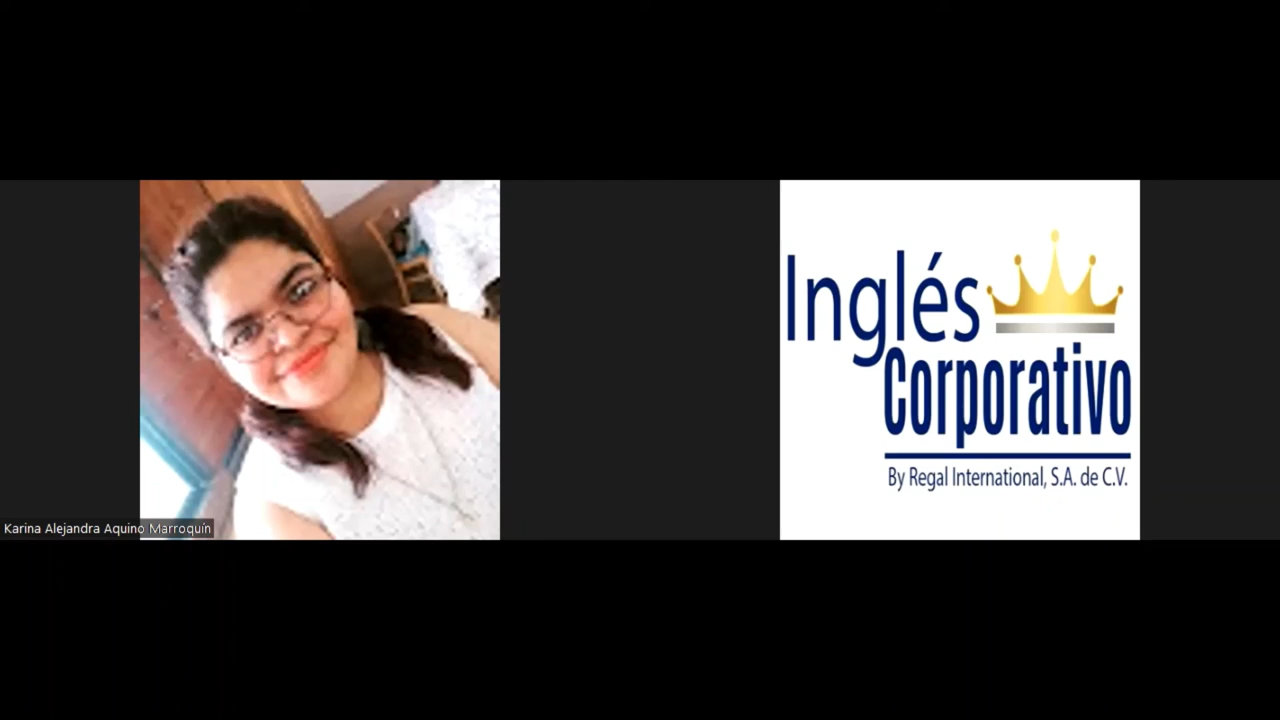 Karina Alejandra Aquino Marroquín
Inglés
Corporativo
By Regal International, S.A. de C.V.